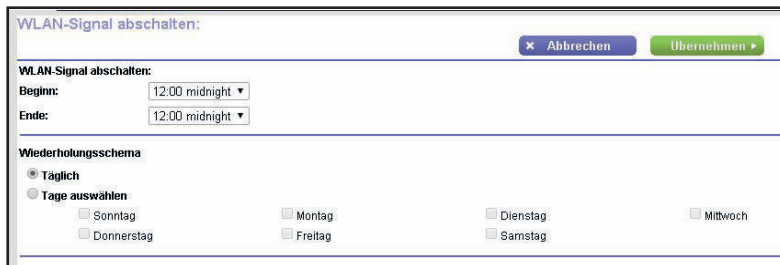 WLAN-Signal abschalten:
Abbrechen Übernehmen
WLAN-Signal abschalten:
Beginn: 12:00 midnight
Ende: 12:00 midnight
Wiederholungsschema
Täglich
Tage auswählen
Sonntag Montag Dienstag Mittwoch
Donnerstag Freitag Samstag